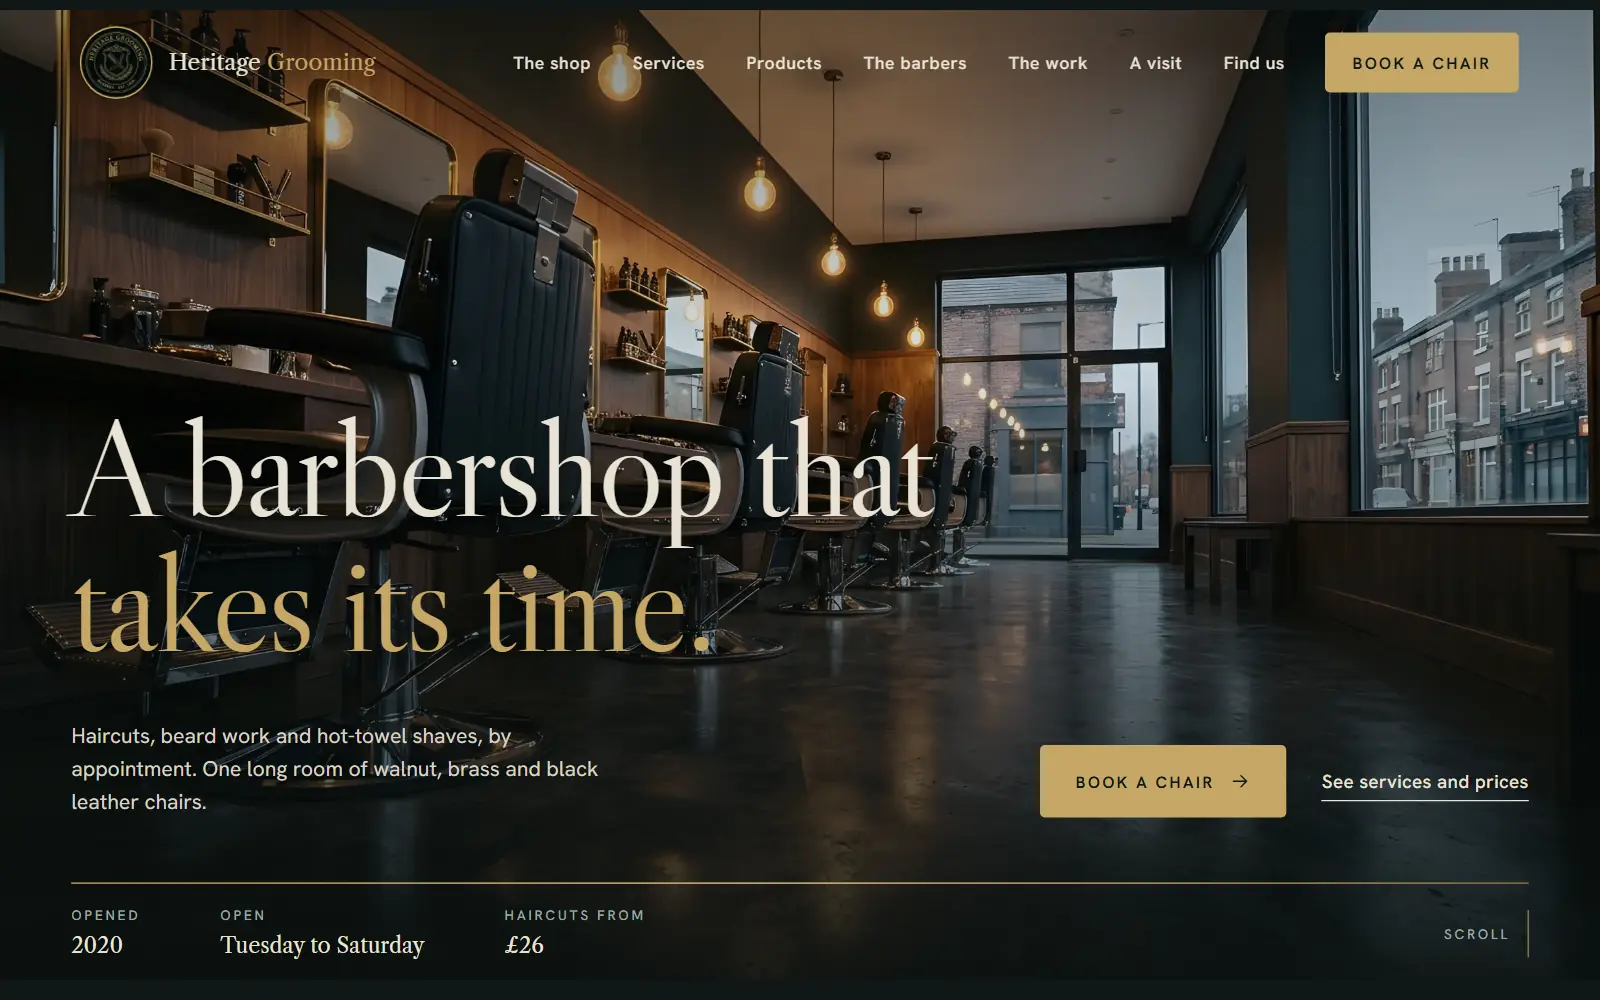 HERITAGE GROOMING
Heritage Grooming
The shop
Services
Products
The barbers
The work
A visit
Find us
BOOK A CHAIR
A barbershop that
takes its time.
Haircuts, beard work and hot-towel shaves, by
appointment. One long room of walnut, brass and black
leather chairs.
BOOK A CHAIR →
See services and prices
OPENED
2020
OPEN
Tuesday to Saturday
HAIRCUTS FROM
£26
SCROLL